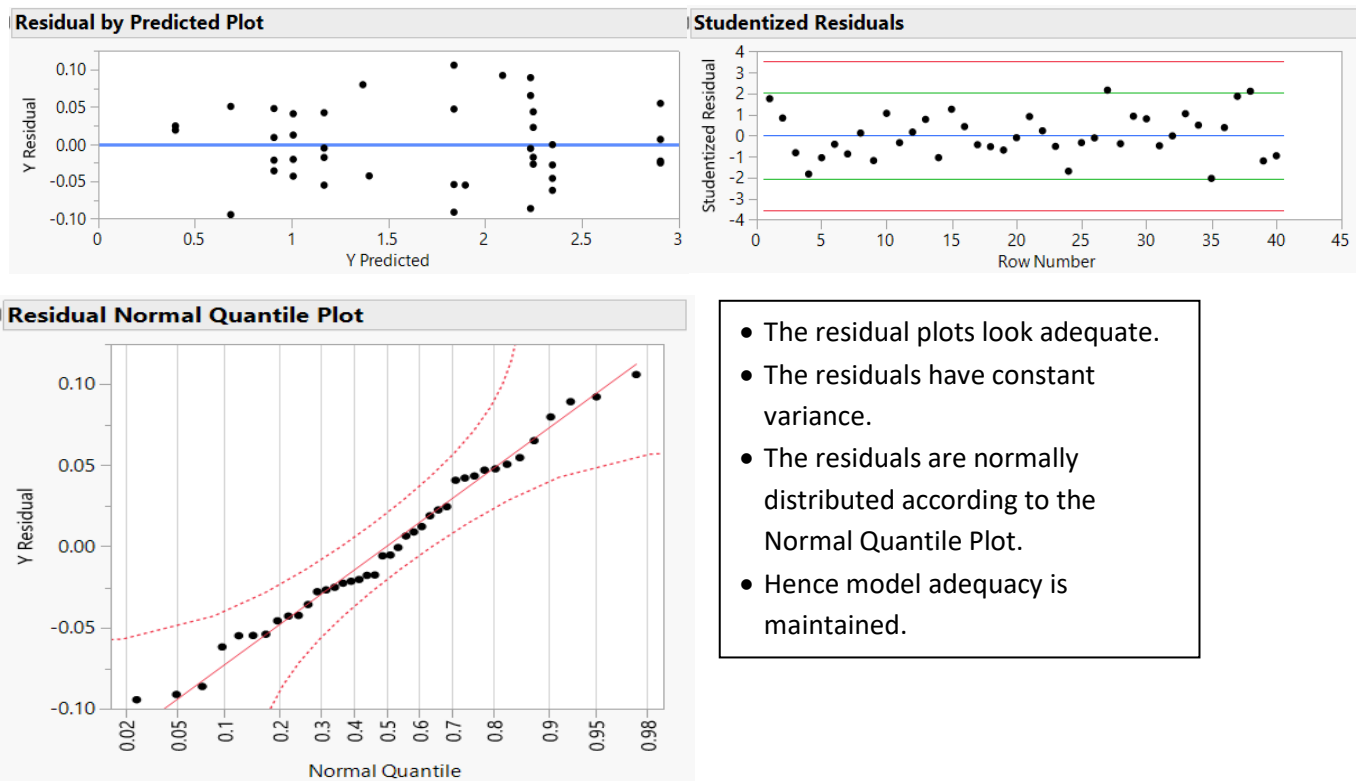 Residual by Predicted Plot
Y Residual
0.10
0.05
0.00
-0.05
-0.10
0
0.5
1
1.5
2
2.5
3
Y Predicted
Studentized Residuals
Studentized Residual
4
3
2
1
0
-1
-2
-3
-4
0
5
10
15
20
25
30
35
40
45
Row Number
Residual Normal Quantile Plot
Y Residual
0.10
0.05
0.00
-0.05
-0.10
0.02
0.05
0.1
0.2
0.3
0.4
0.5
0.6
0.7
0.8
0.9
0.95
0.98
Normal Quantile
• The residual plots look adequate.
• The residuals have constant
variance.
• The residuals are normally
distributed according to the
Normal Quantile Plot.
• Hence model adequacy is
maintained.